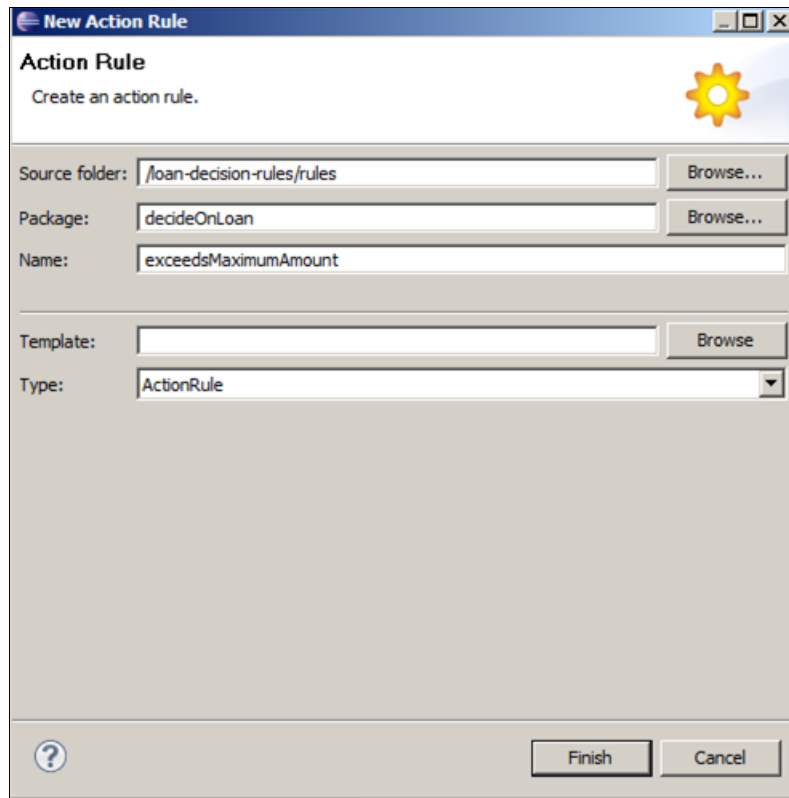 New Action Rule
Action Rule
Create an action rule.
Source folder: /loan-decision-rules/rules Browse...
Package: decideOnLoan Browse...
Name: exceedsMaximumAmount
Template: Browse
Type: ActionRule
? Finish Cancel